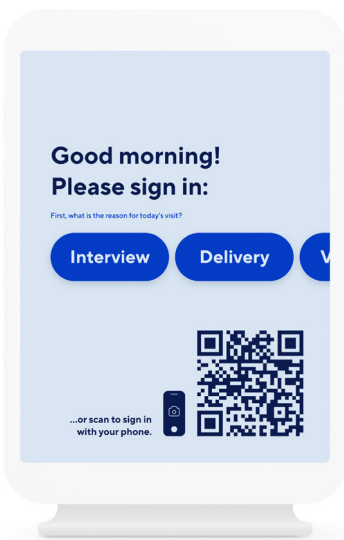 Good morning!
Please sign in:
First, what is the reason for today's visit?
Interview Delivery V
...or scan to sign in
with your phone.